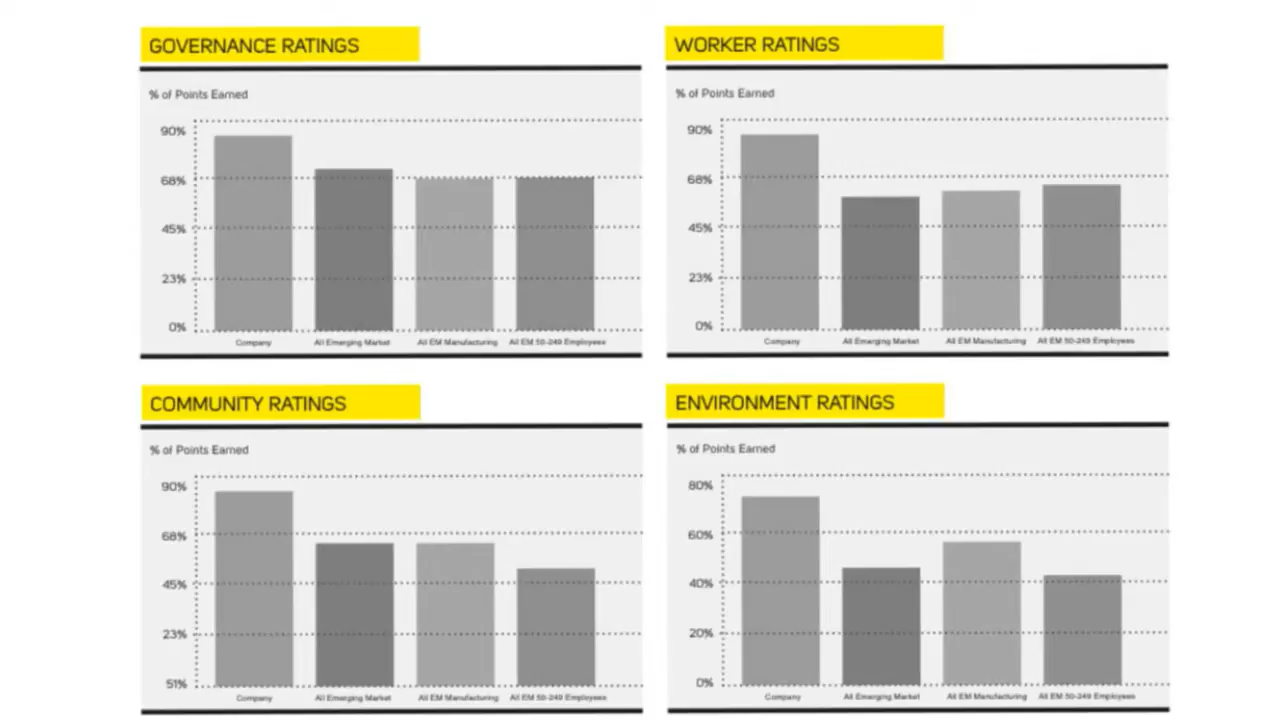 GOVERNANCE RATINGS
% of Points Earned
90%
68%
45%
23%
0%
Company All Emerging Market All EM Manufacturing All EM 50-249 Employees
WORKER RATINGS
% of Points Earned
90%
68%
45%
23%
0%
Company All Emerging Market All EM Manufacturing All EM 50-249 Employees
COMMUNITY RATINGS
% of Points Earned
90%
68%
45%
23%
51%
Company All Emerging Market All EM Manufacturing All EM 50-249 Employees
ENVIRONMENT RATINGS
% of Points Earned
80%
60%
40%
20%
0%
Company All Emerging Market All EM Manufacturing All EM 50-249 Employees